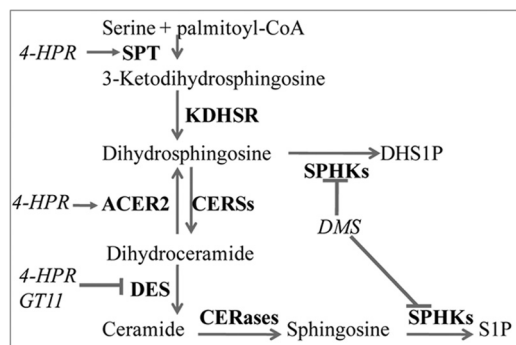 Serine + palmitoyl-CoA
4-HPR SPT
3-Ketodihydrosphingosine
KDHSR
Dihydrosphingosine DHS1P
SPHKs
4-HPR ACER2 CERSs
DMS
Dihydroceramide
4-HPR
GT11 DES
CERases SPHKs
Ceramide Sphingosine S1P